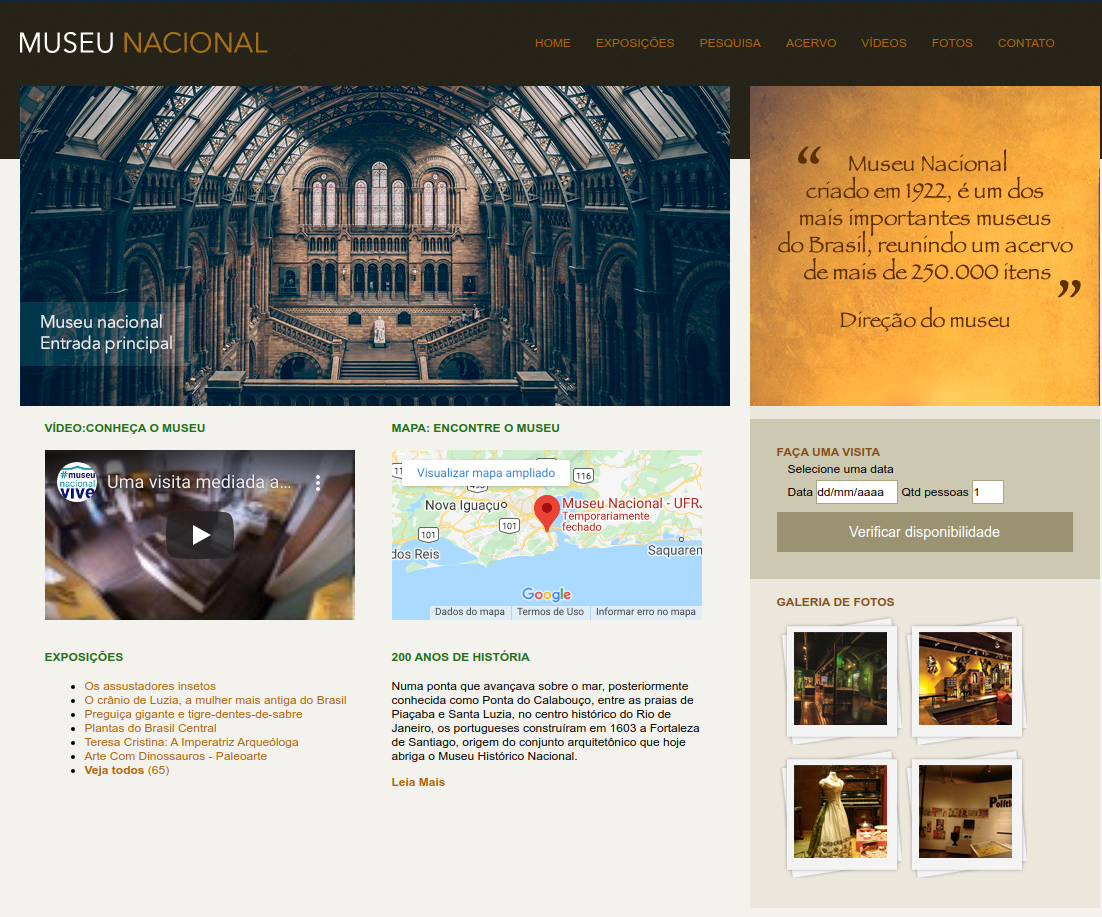 MUSEU NACIONAL
HOME EXPOSIÇÕES PESQUISA ACERVO VÍDEOS FOTOS CONTATO
Museu nacional
Entrada principal
“ Museu Nacional
criado em 1922, é um dos
mais importantes museus
do Brasil, reunindo um acervo
de mais de 250.000 itens ”
Direção do museu
VÍDEO:CONHEÇA O MUSEU
#museu
nacional
vive
Uma visita mediada a...
MAPA: ENCONTRE O MUSEU
Visualizar mapa ampliado
116
493
Nova Iguaçu
101
101
Museu Nacional - UFRJ
Temporariamente
fechado
dos Reis
Saquaren
Google
Dados do mapa Termos de Uso Informar erro no mapa
FAÇA UMA VISITA
Selecione uma data
Data dd/mm/aaaa Qtd pessoas 1
Verificar disponibilidade
GALERIA DE FOTOS
Polític
EXPOSIÇÕES
Os assustadores insetos
O crânio de Luzia, a mulher mais antiga do Brasil
Preguiça gigante e tigre-dentes-de-sabre
Plantas do Brasil Central
Teresa Cristina: A Imperatriz Arqueóloga
Arte Com Dinossauros - Paleoarte
Veja todos (65)
200 ANOS DE HISTÓRIA
Numa ponta que avançava sobre o mar, posteriormente
conhecida como Ponta do Calabouço, entre as praias de
Piaçaba e Santa Luzia, no centro histórico do Rio de
Janeiro, os portugueses construíram em 1603 a Fortaleza
de Santiago, origem do conjunto arquitetônico que hoje
abriga o Museu Histórico Nacional.
Leia Mais